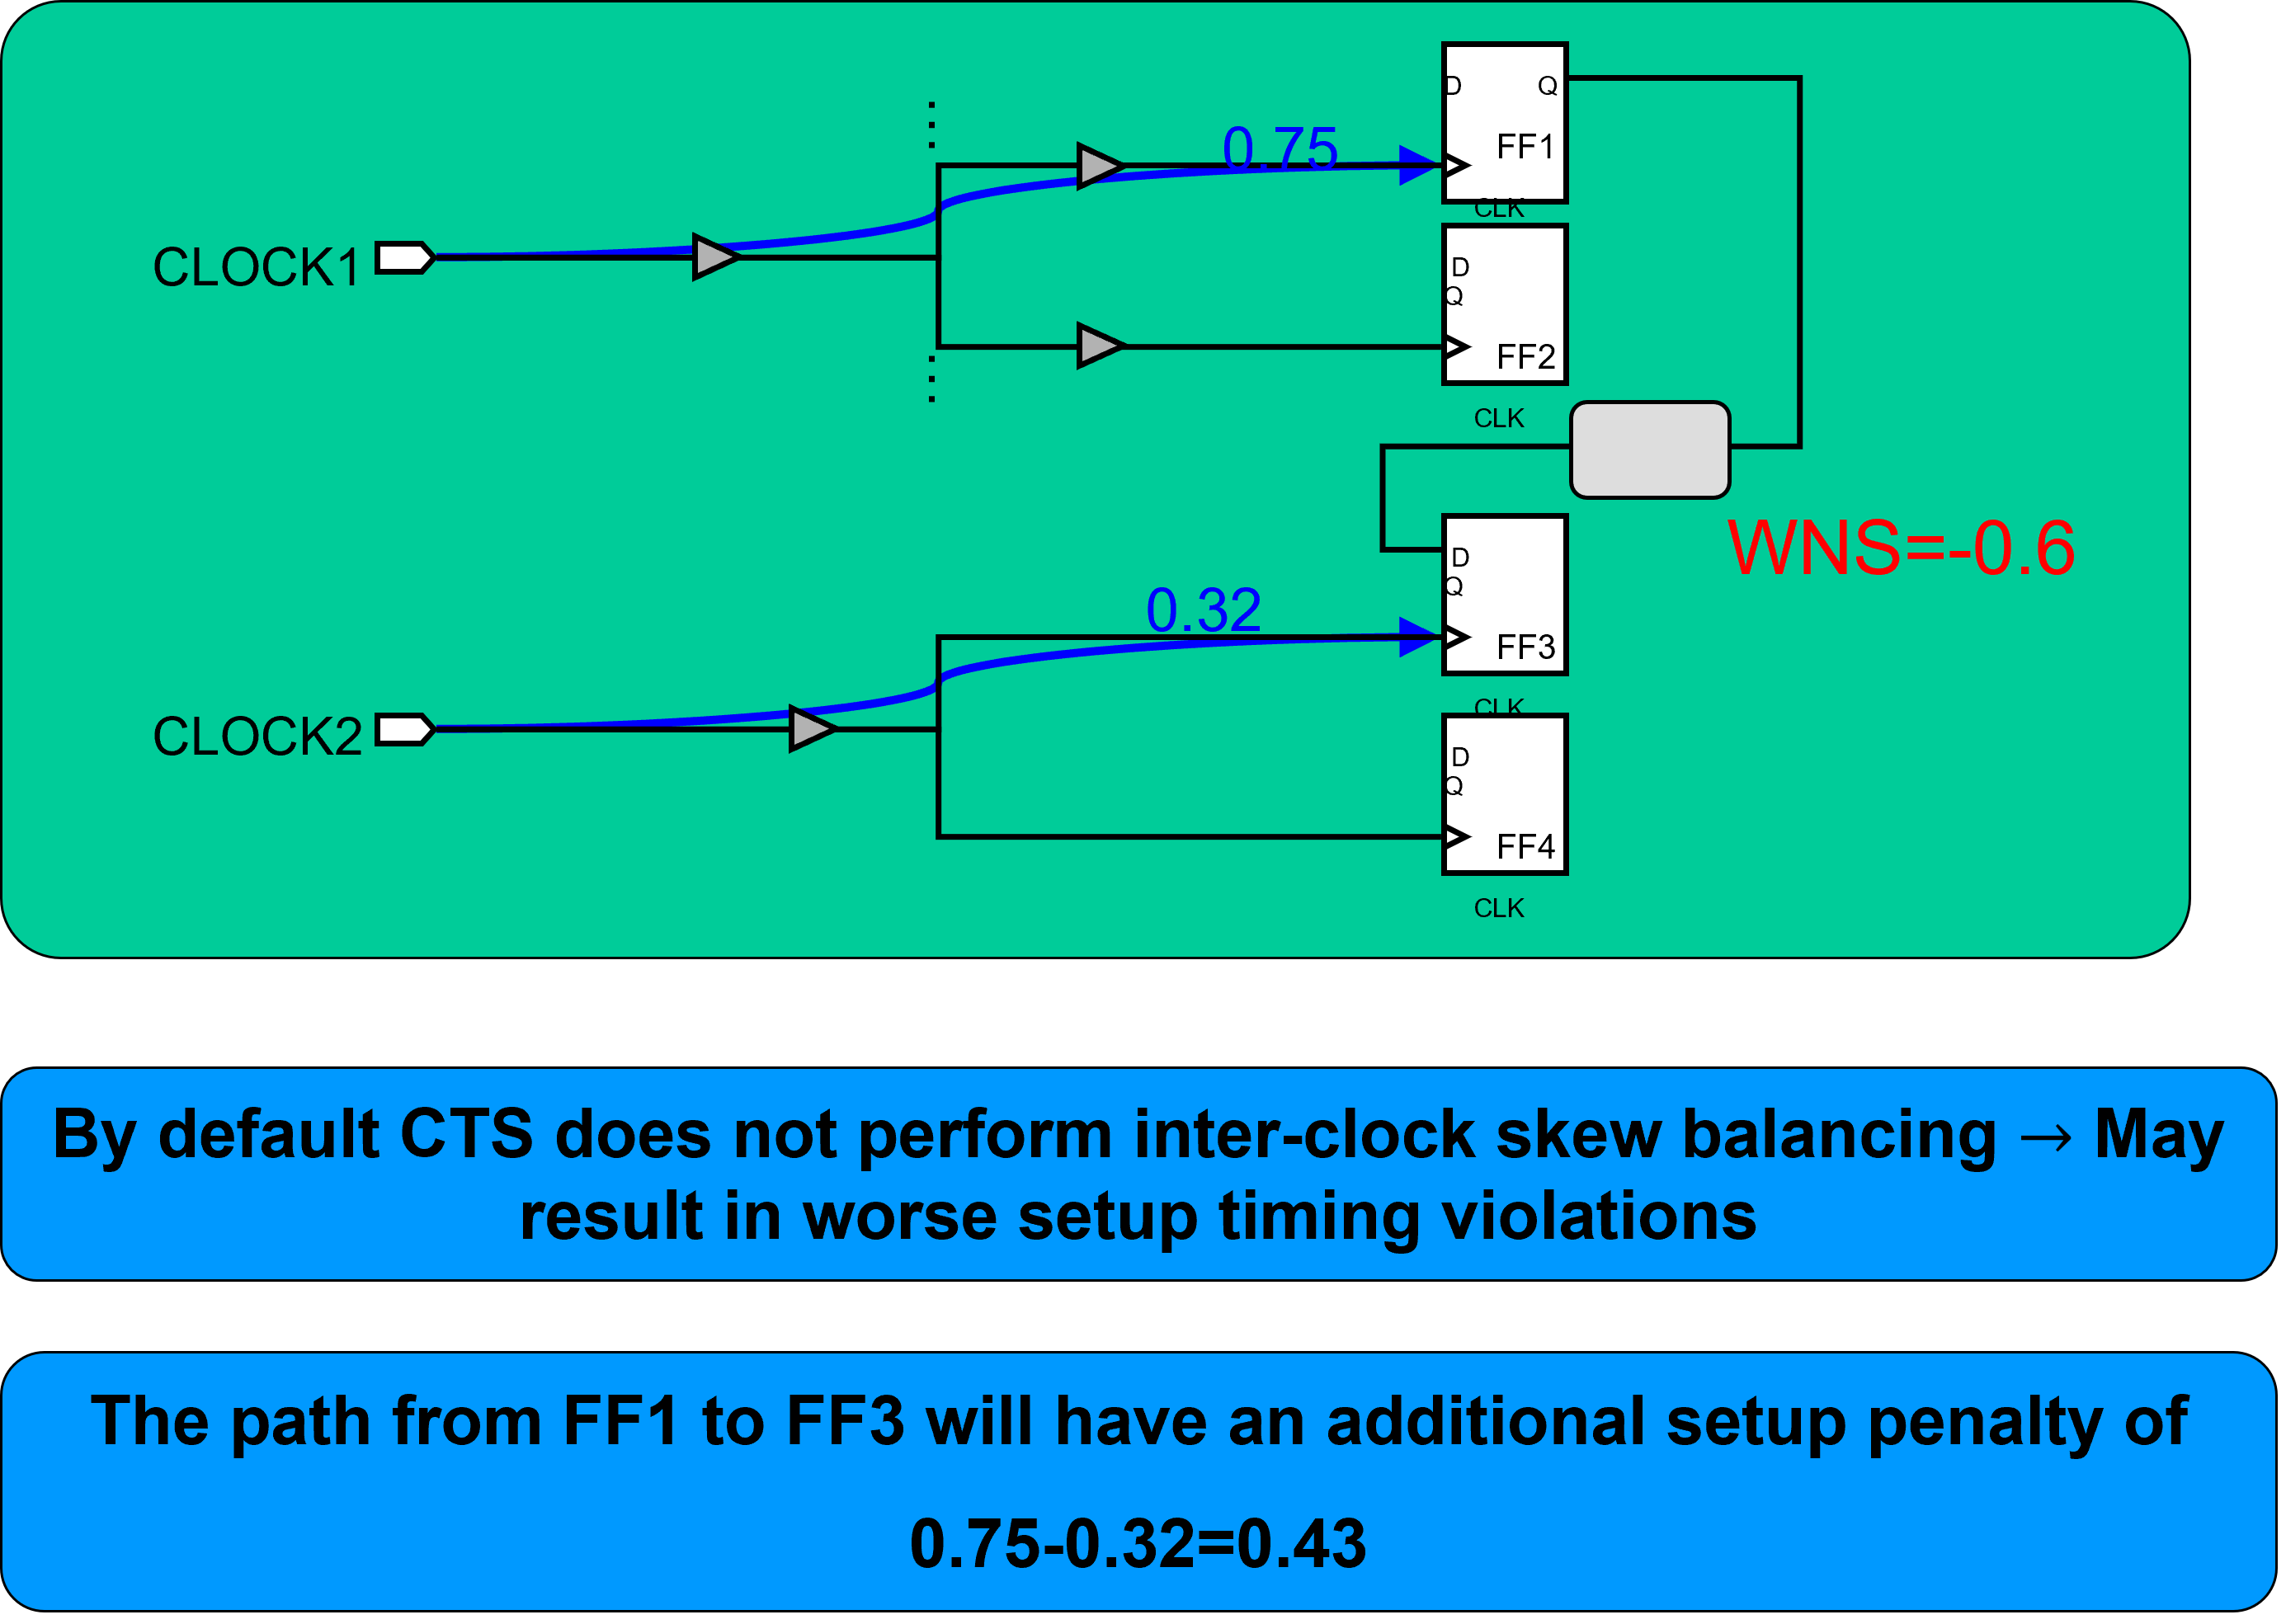 D Q
0.75
FF1
CLK
CLOCK1
D
Q
FF2
CLK
WNS=-0.6
D
Q
0.32
FF3
CLK
CLOCK2
D
Q
FF4
CLK
By default CTS does not perform inter-clock skew balancing → May
result in worse setup timing violations
The path from FF1 to FF3 will have an additional setup penalty of
0.75-0.32=0.43